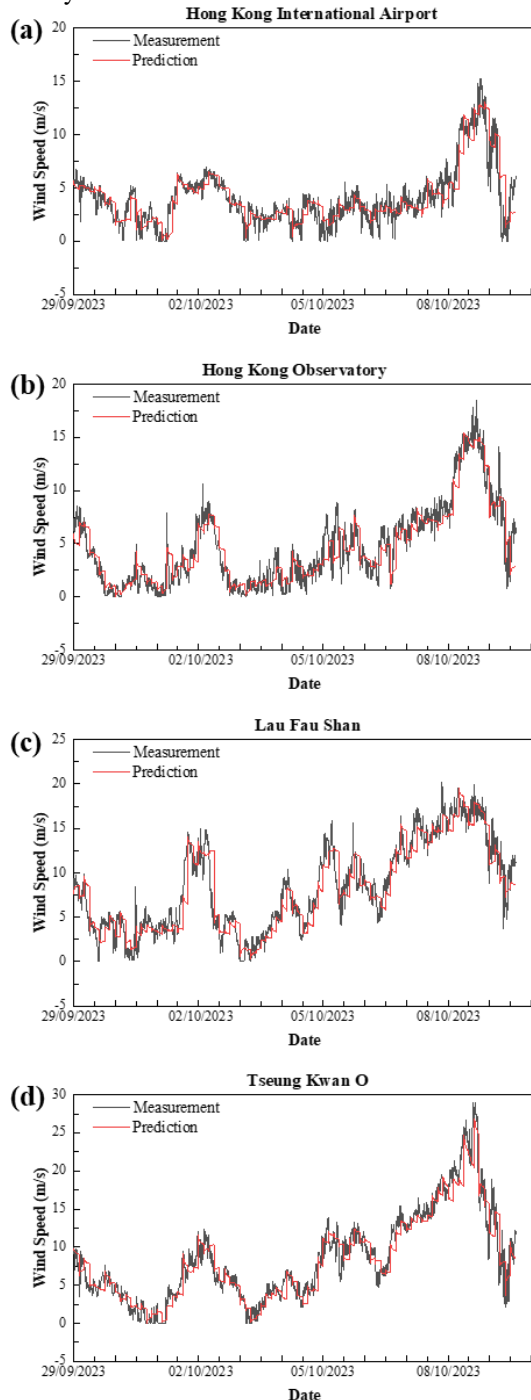 Hong Kong International Airport
(a)
20
Measurement
Prediction
15
10
5
0
-5
Wind Speed (m/s)
29/09/2023 02/10/2023 05/10/2023 08/10/2023
Date
Hong Kong Observatory
(b)
20
Measurement
Prediction
15
10
5
0
-5
Wind Speed (m/s)
29/09/2023 02/10/2023 05/10/2023 08/10/2023
Date
Lau Fau Shan
(c)
25
Measurement
Prediction
20
15
10
5
0
-5
Wind Speed (m/s)
29/09/2023 02/10/2023 05/10/2023 08/10/2023
Date
Tseung Kwan O
(d)
30
Measurement
Prediction
25
20
15
10
5
0
-5
Wind Speed (m/s)
29/09/2023 02/10/2023 05/10/2023 08/10/2023
Date